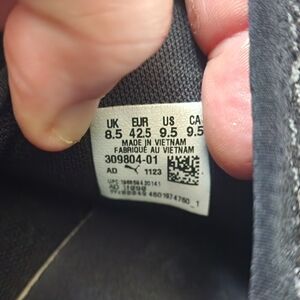 UK EUR US CA
8.5 42.5 9.5 9.5
MADE IN VIETNAM
FABRIQUÉ AU VIETNAM
309804-01
AD 1123